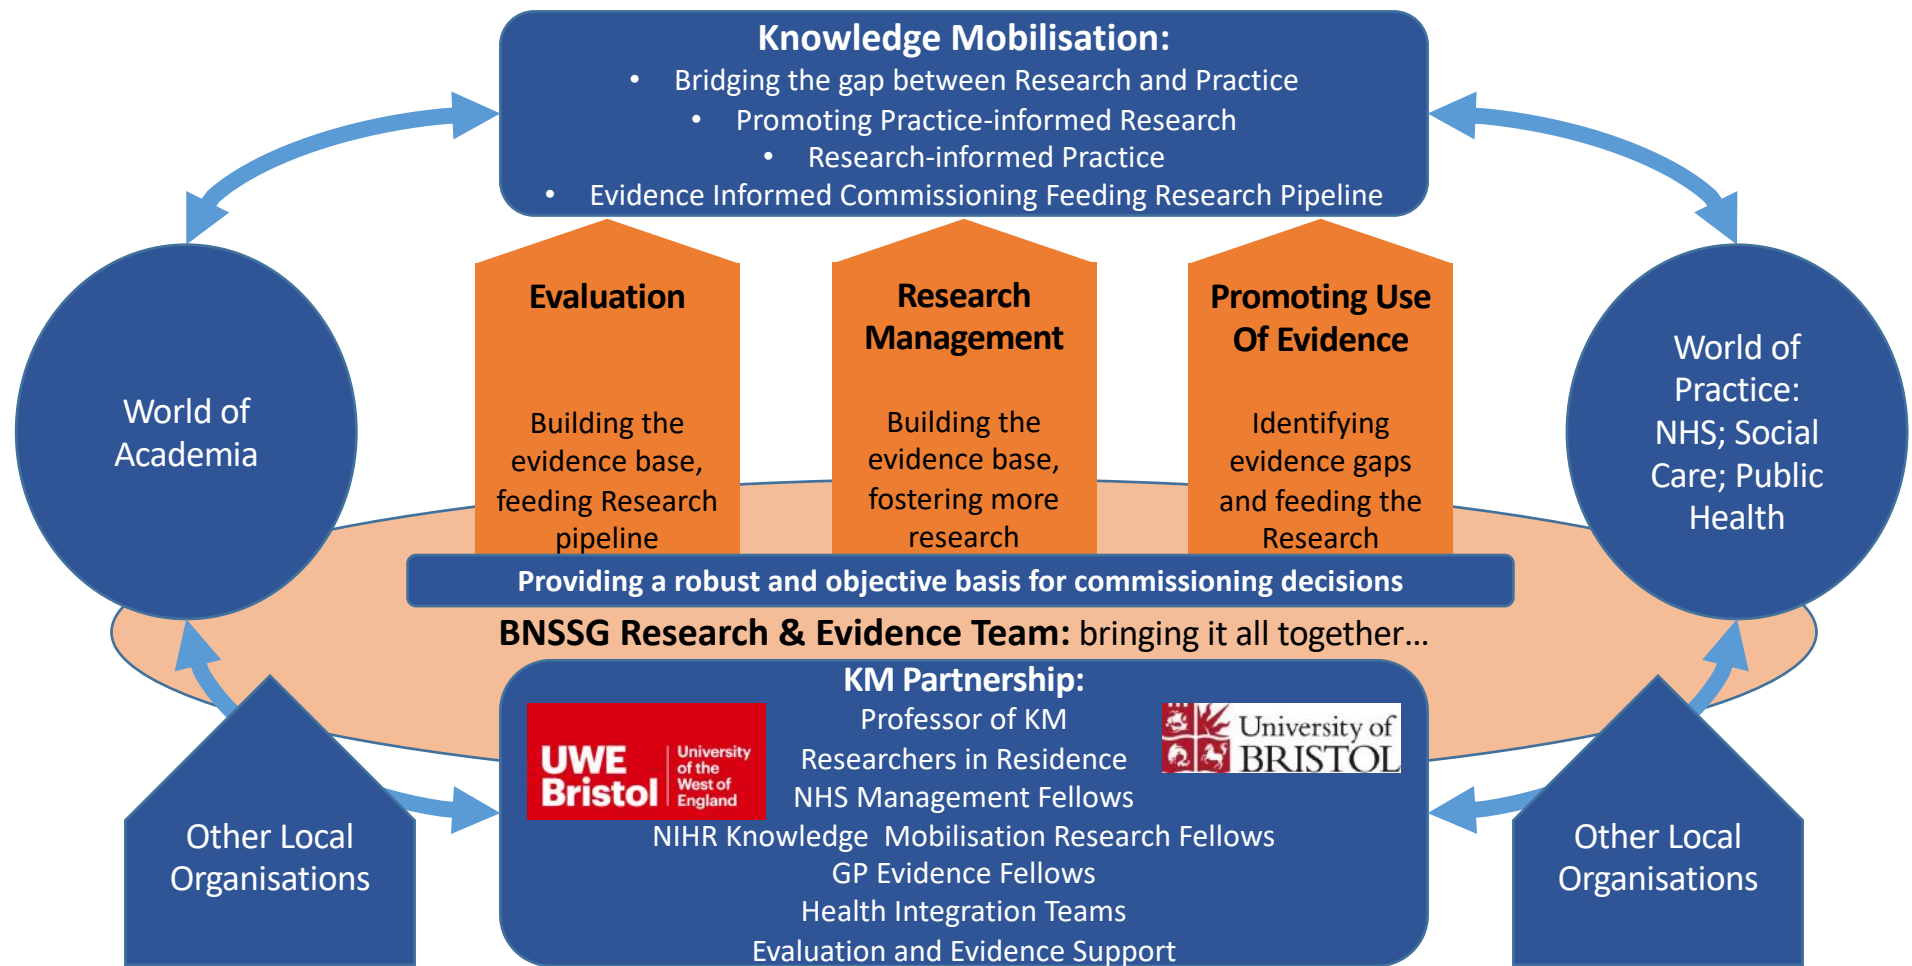 Knowledge Mobilisation:
• Bridging the gap between Research and Practice
• Promoting Practice-informed Research
• Research-informed Practice
• Evidence Informed Commissioning Feeding Research Pipeline
World of
Academia
Evaluation
Building the
evidence base,
feeding Research
pipeline
Research
Management
Building the
evidence base,
fostering more
research
Promoting Use
Of Evidence
Identifying
evidence gaps
and feeding the
Research
World of
Practice:
NHS; Social
Care; Public
Health
Providing a robust and objective basis for commissioning decisions
BNSSG Research & Evidence Team: bringing it all together...
KM Partnership:
Professor of KM
Researchers in Residence
NHS Management Fellows
NIHR Knowledge  Mobilisation Research Fellows
GP Evidence Fellows
Health Integration Teams
Evaluation and Evidence Support
UWE
Bristol
University
of the
West of
England
University of
BRISTOL
Other Local
Organisations
Other Local
Organisations